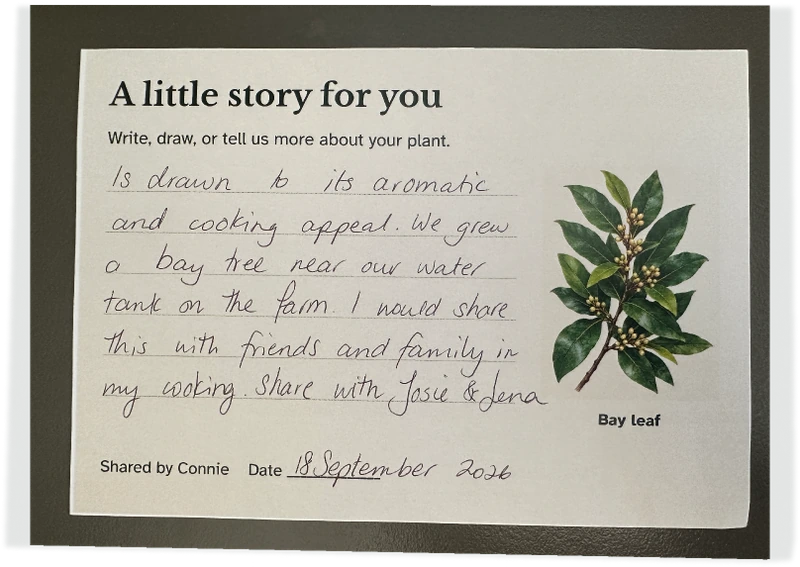 A little story for you
Write, draw, or tell us more about your plant.
Is drawn to its aromatic
and cooking appeal. We grew
a bay tree near our water
tank on the farm. I would share
this with friends and family in
my cooking. Share with Josie & Lena
Bay leaf
Shared by Connie Date 18 September 2026